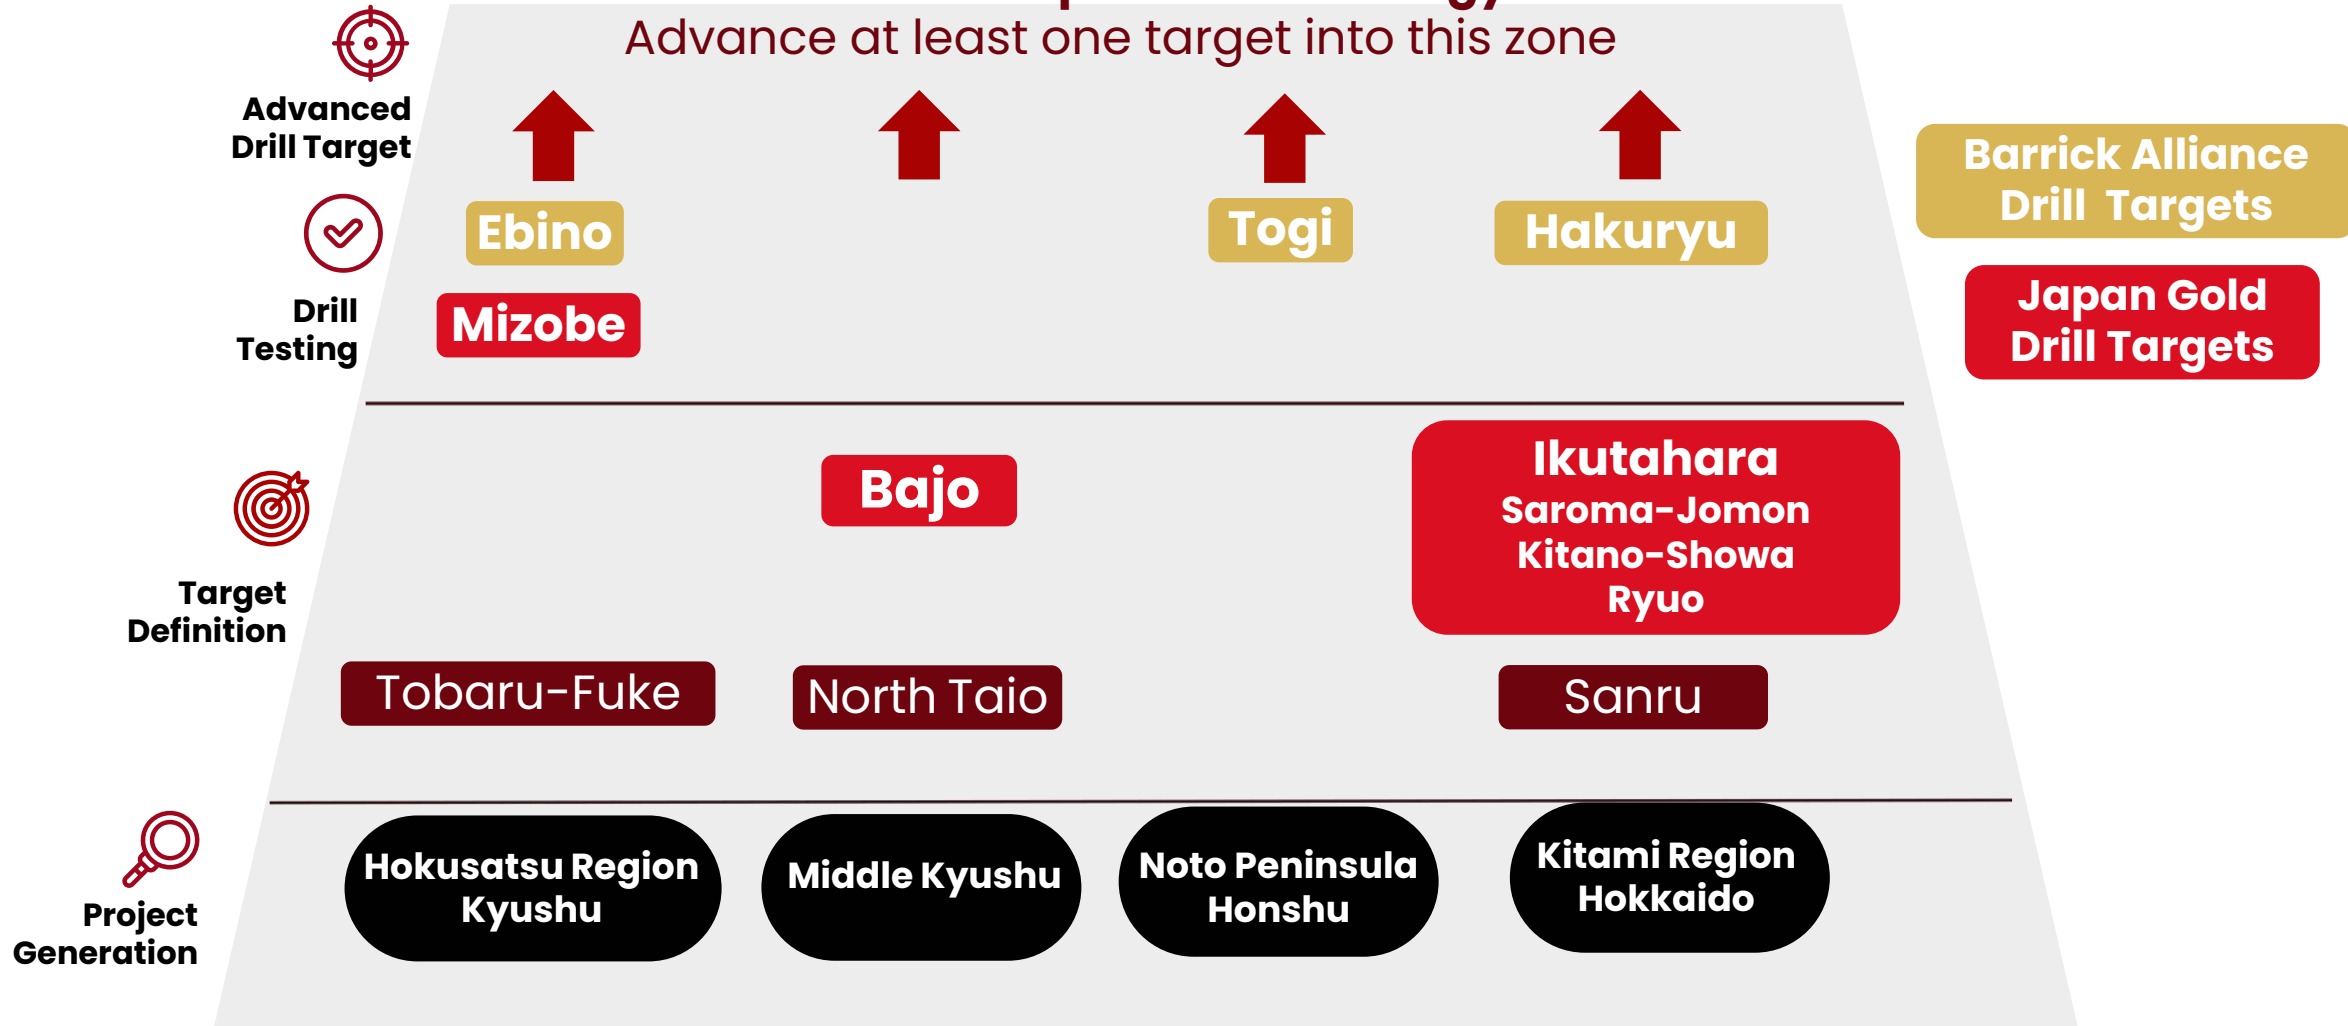 Advance at least one target into this zone
Advanced
Drill Target
Ebino
Togi
Hakuryu
Barrick Alliance
Drill Targets
Mizobe
Japan Gold
Drill Targets
Drill
Testing
Bajo
Ikutahara
Saroma-Jomon
Kitano-Showa
Ryuo
Target
Definition
Tobaru-Fuke
North Taio
Sanru
Hokusatsu Region
Kyushu
Middle Kyushu
Noto Peninsula
Honshu
Kitami Region
Hokkaido
Project
Generation